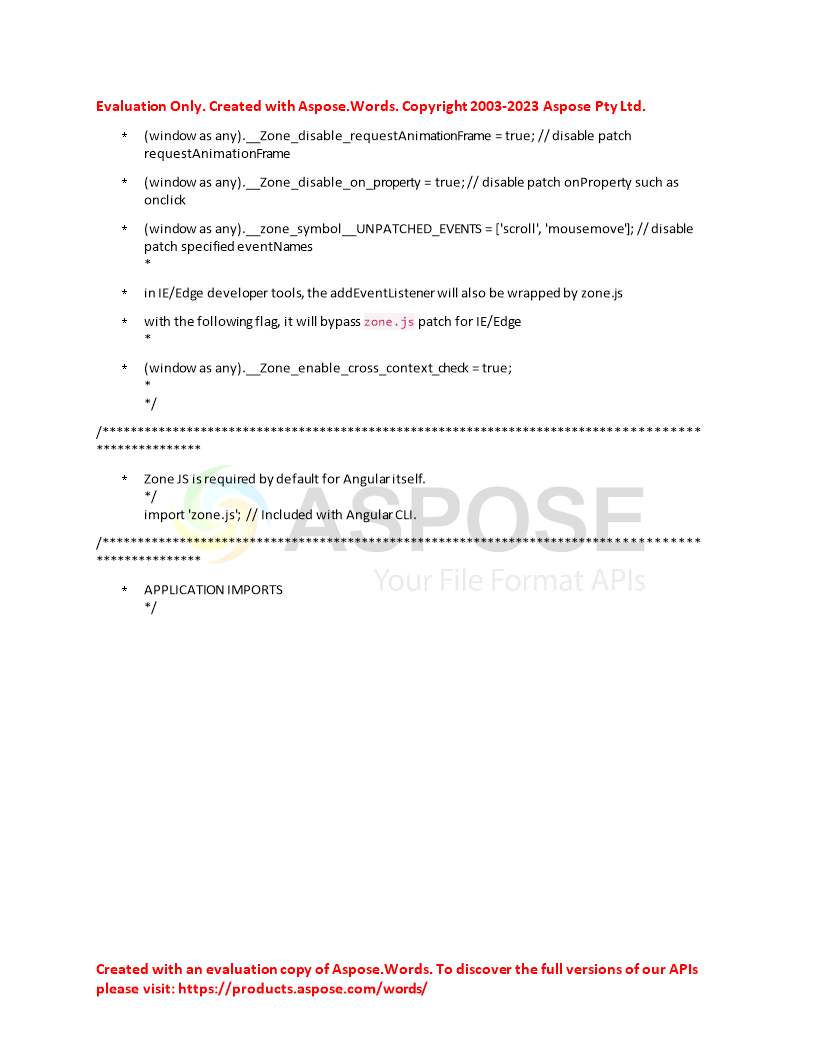 Evaluation Only. Created with Aspose.Words. Copyright 2003-2023 Aspose Pty Ltd.
* (window as any).__Zone_disable_requestAnimationFrame = true; // disable patch
requestAnimationFrame
* (window as any).__Zone_disable_on_property = true; // disable patch onProperty such as
onclick
* (window as any).__zone_symbol__UNPATCHED_EVENTS = ['scroll', 'mousemove']; // disable
patch specified eventNames
*
* in IE/Edge developer tools, the addEventListener will also be wrapped by zone.js
* with the following flag, it will bypass zone.js patch for IE/Edge
*
* (window as any).__Zone_enable_cross_context_check = true;
*
*/
/*************************************************************************************
***************
* Zone JS is required by default for Angular itself.
*/
import 'zone.js'; // Included with Angular CLI.
/*************************************************************************************
***************
ASPOSE
Your File Format APIs
* APPLICATION IMPORTS
*/
Created with an evaluation copy of Aspose.Words. To discover the full versions of our APIs
please visit: https://products.aspose.com/words/